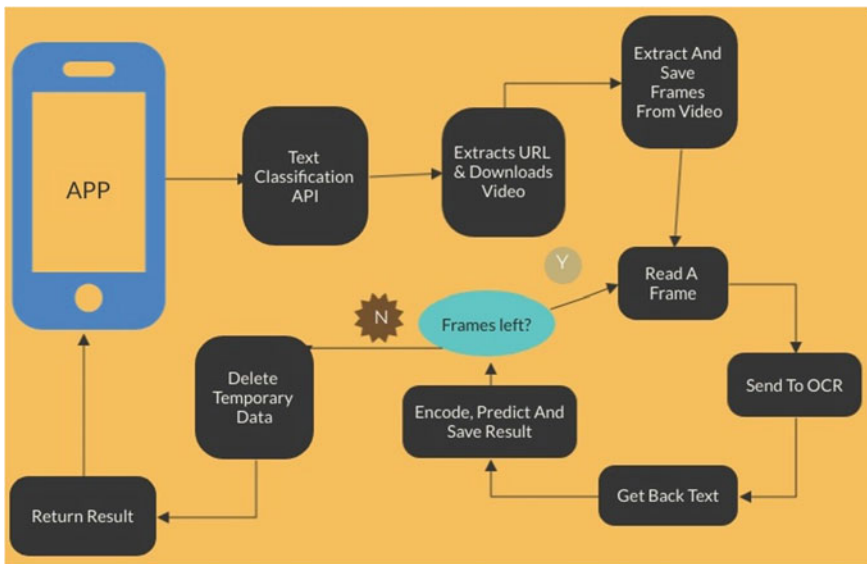 APP
Text
Classification
API
Extracts URL
& Downloads
Video
Extract And
Save
Frames
From Video
Read A
Frame
Send To OCR
Get Back Text
Encode, Predict And
Save Result
Frames left?
Y
N
Delete
Temporary
Data
Return Result